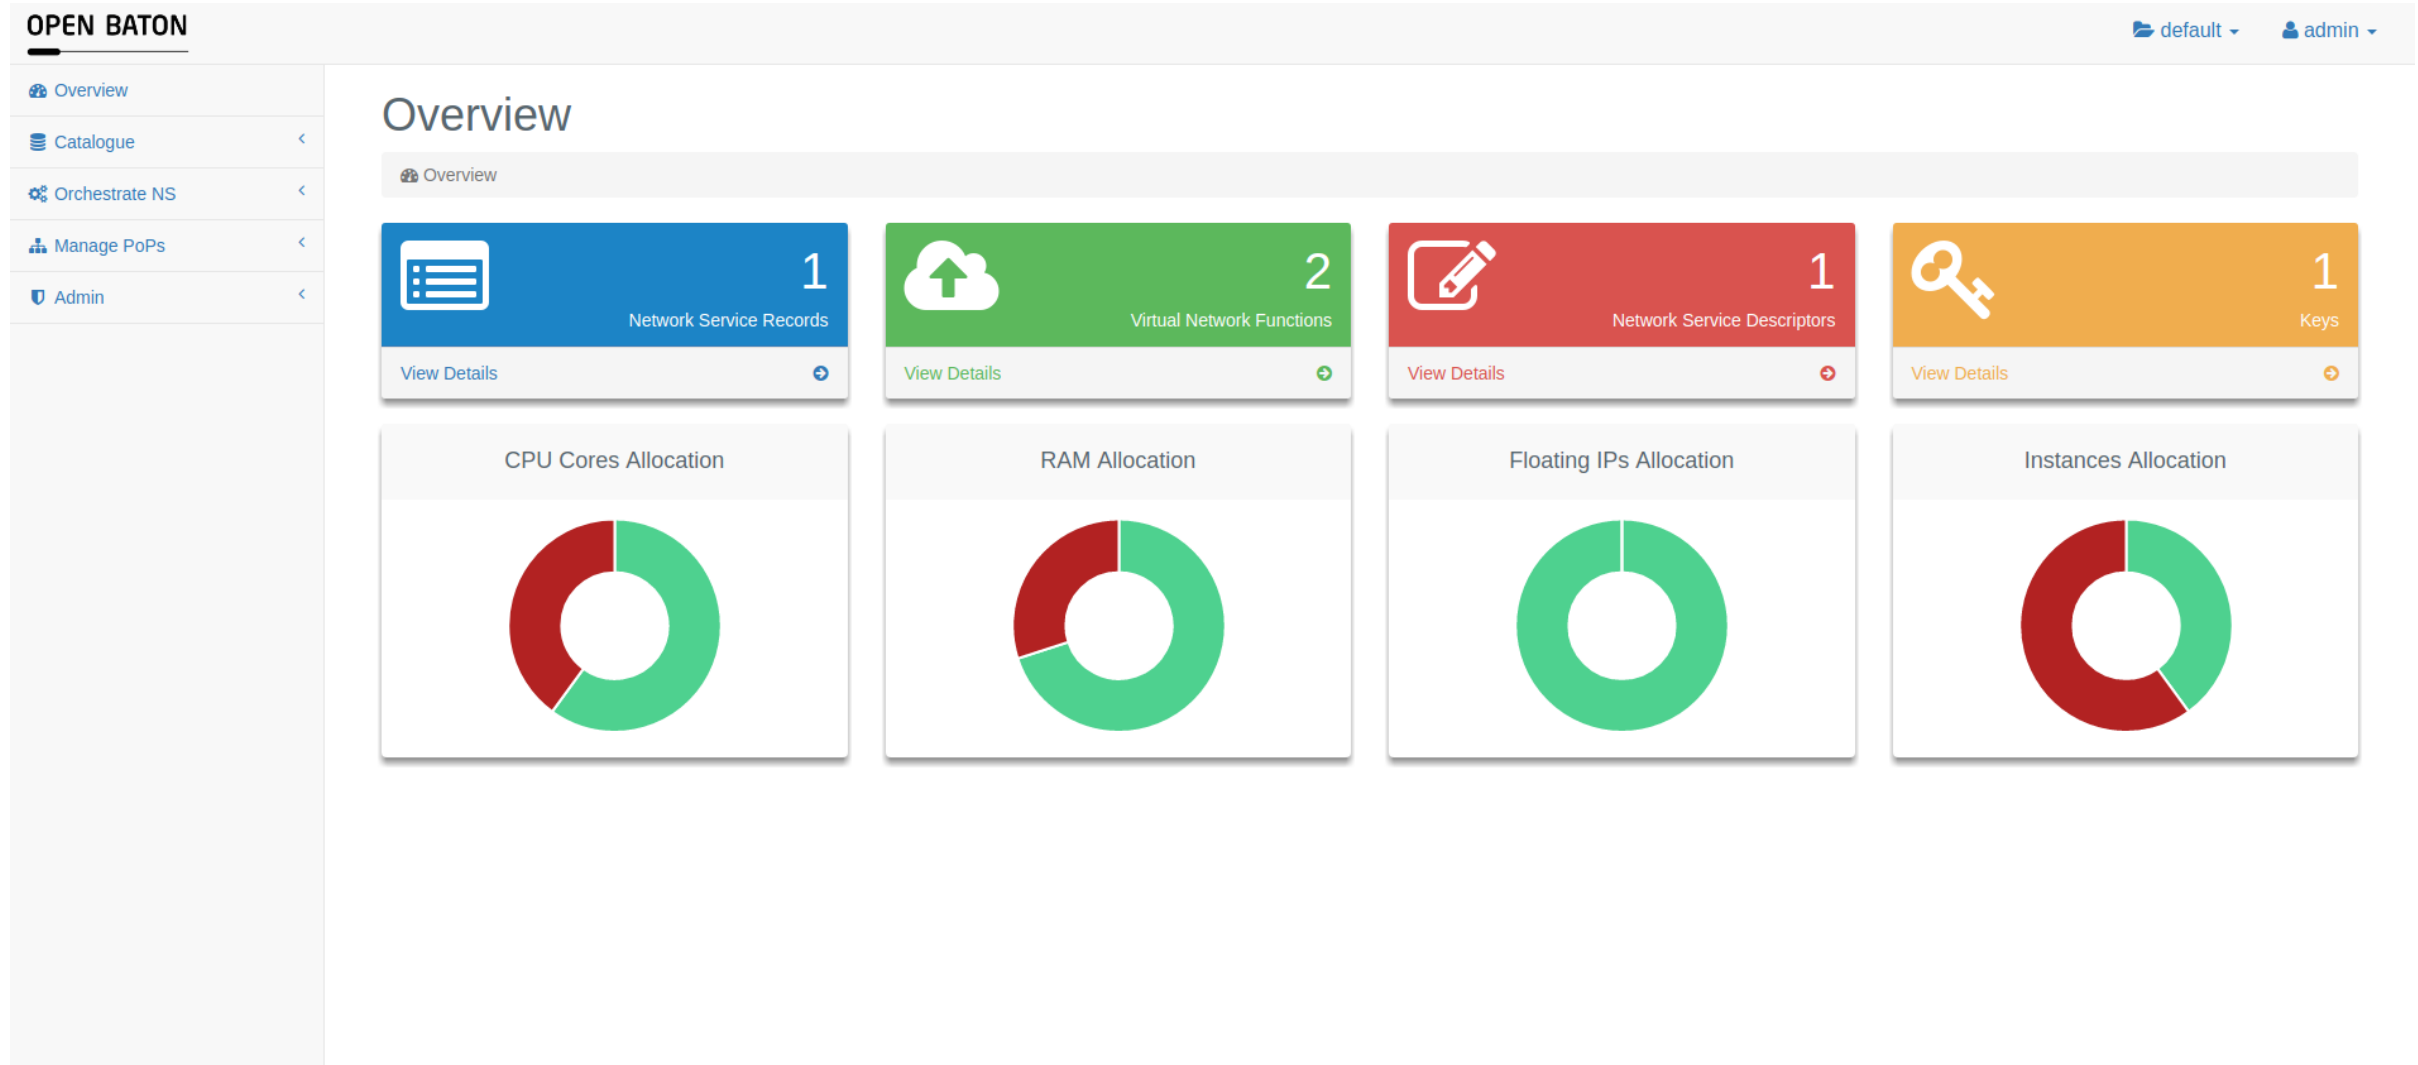 OPEN BATON
default
admin
Overview
Catalogue
Orchestrate NS
Manage PoPs
Admin
Overview
Overview
1
Network Service Records
View Details
2
Virtual Network Functions
View Details
1
Network Service Descriptors
View Details
1
Keys
View Details
CPU Cores Allocation
RAM Allocation
Floating IPs Allocation
Instances Allocation